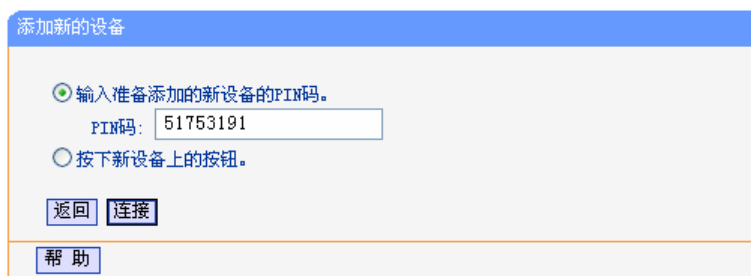 添加新的设备
输入准备添加的新设备的PIN码。
PIN码: 51753191
按下新设备上的按钮。
返回 连接
帮 助